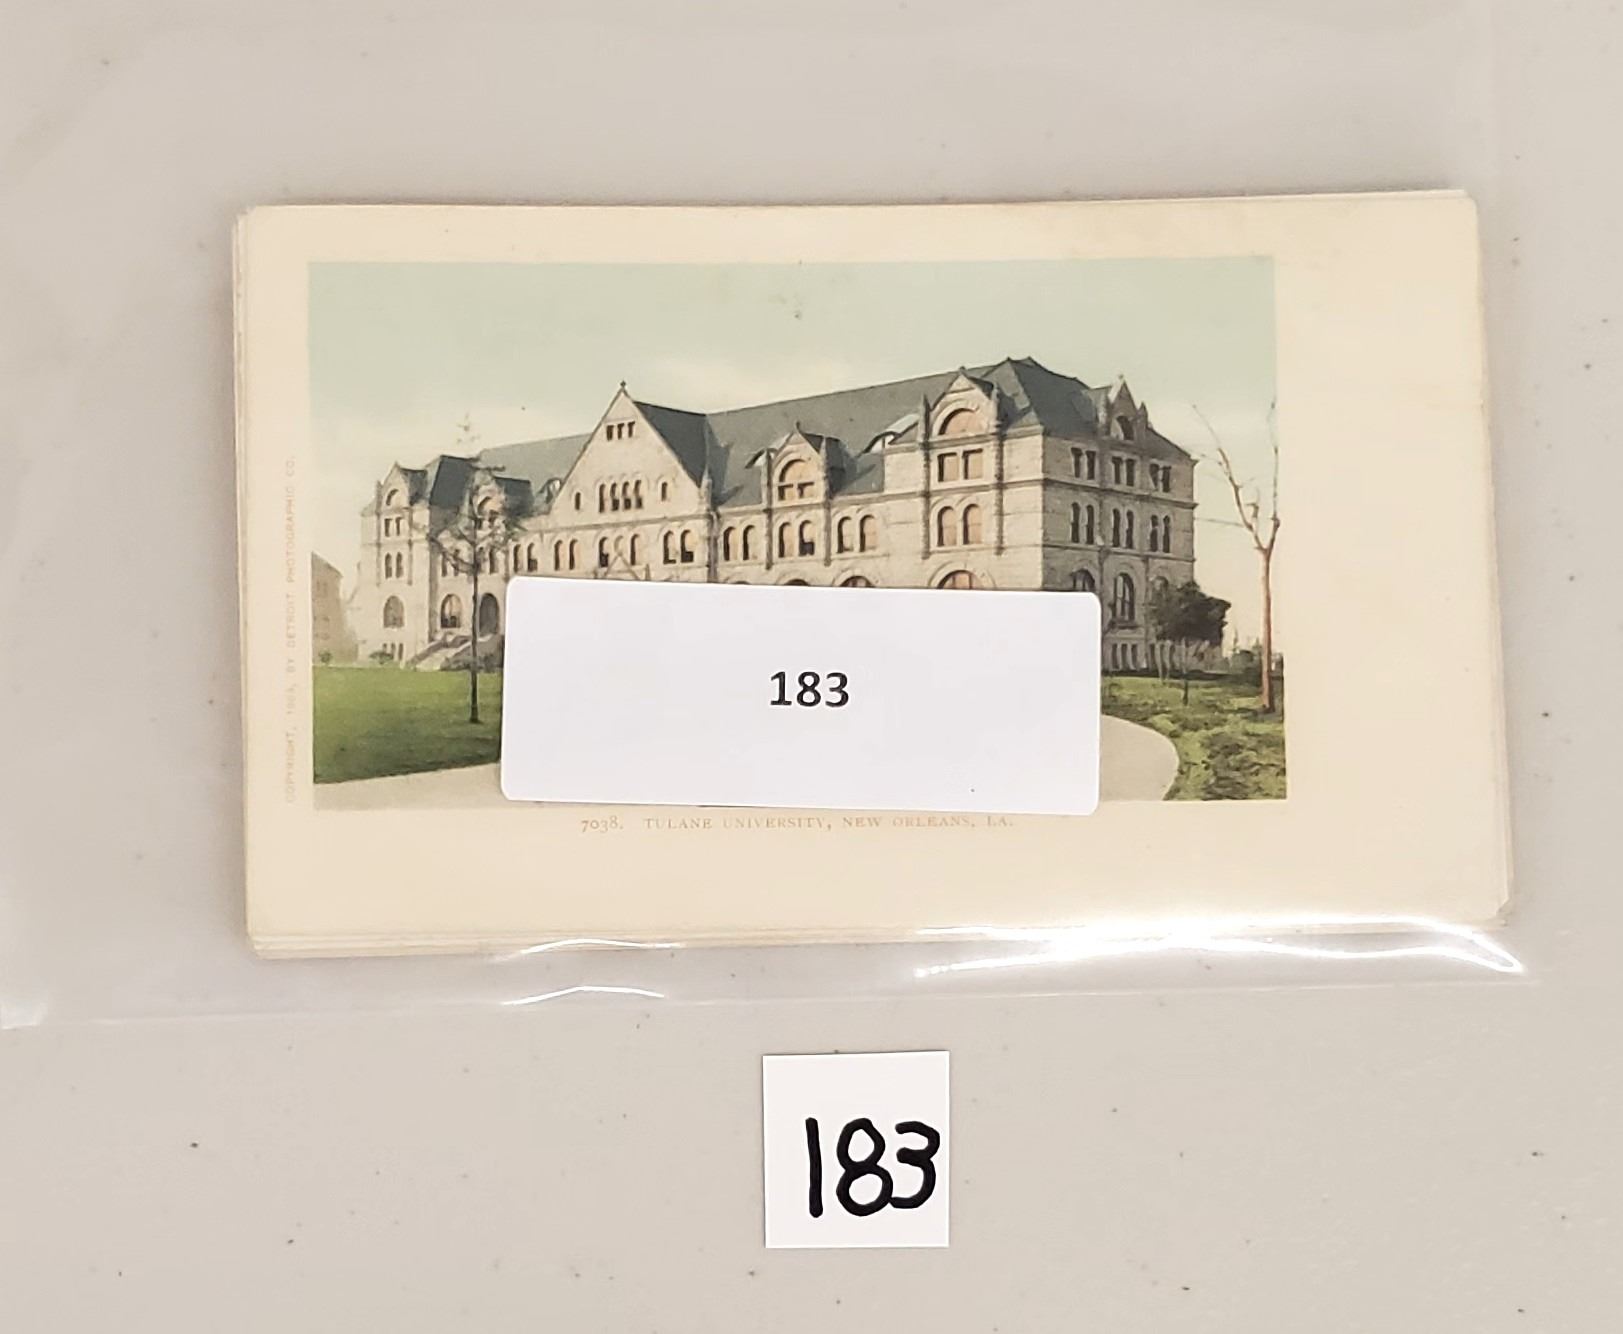 COPYRIGHT, 1903, BY DETROIT PHOTOGRAPHIC CO.
183
7038. TULANE UNIVERSITY, NEW ORLEANS, LA.
183